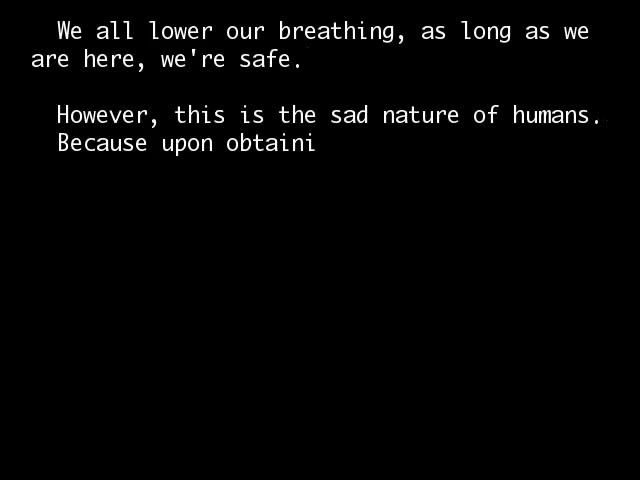 We all lower our breathing, as long as we
are here, we're safe.
However, this is the sad nature of humans.
Because upon obtaini